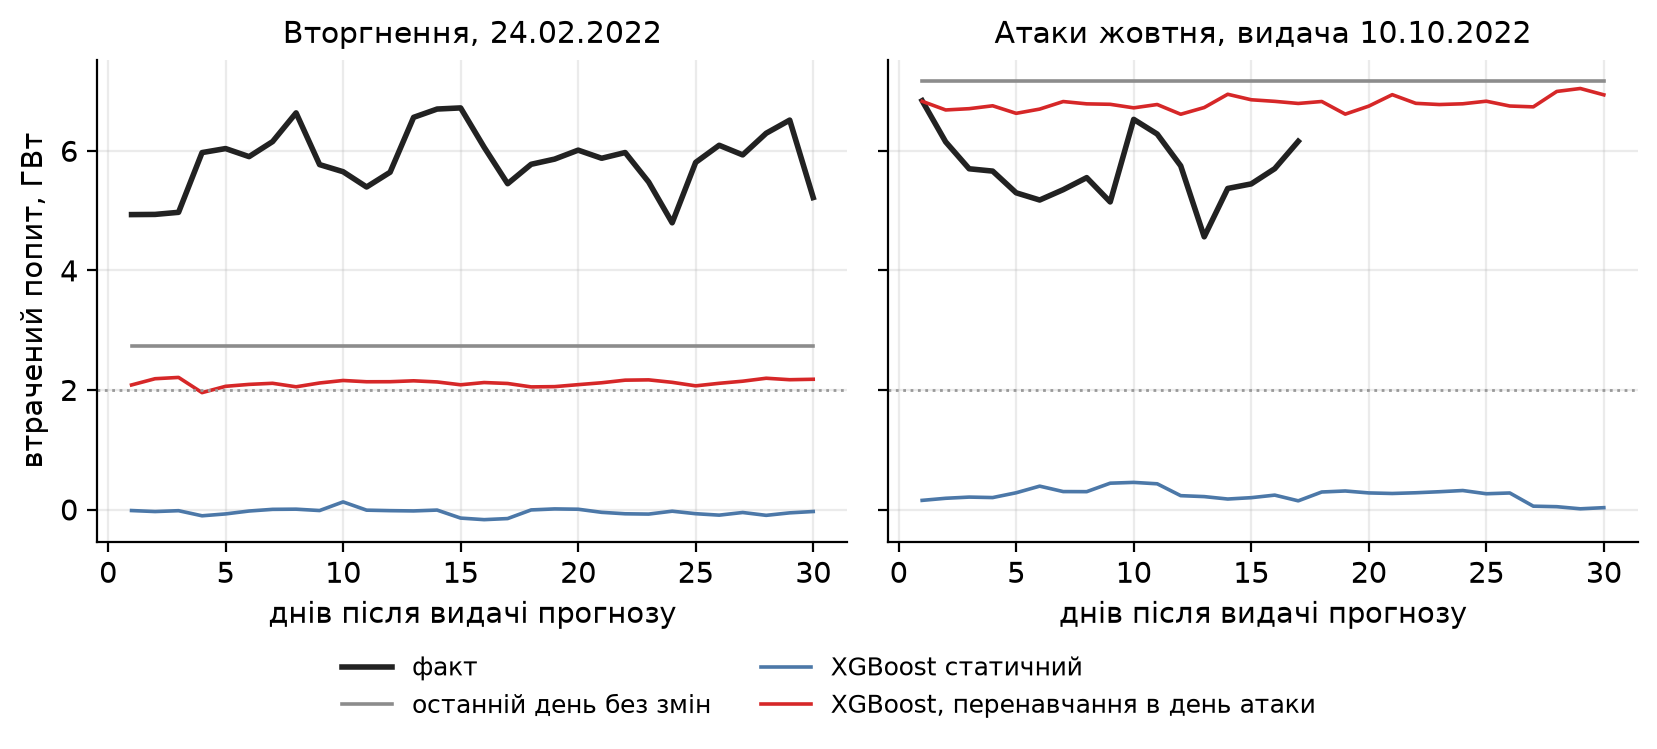 Вторгнення, 24.02.2022
Атаки жовтня, видача 10.10.2022
втрачений попит, ГВт
6
4
2
0
0 5 10 15 20 25 30
0 5 10 15 20 25 30
днів після видачі прогнозу
днів після видачі прогнозу
факт
останній день без змін
XGBoost статичний
XGBoost, перенавчання в день атаки